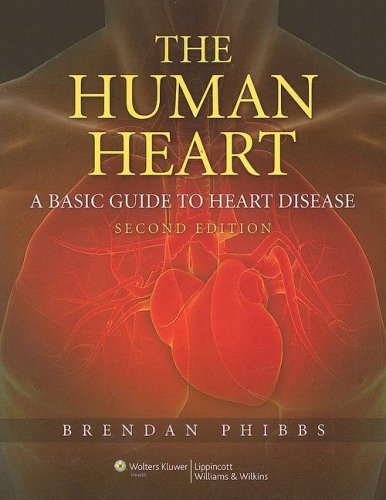 THE
HUMAN
HEART
A BASIC GUIDE TO HEART DISEASE
SECOND EDITION
BRENDAN PHIBBS
Wolters Kluwer
Health
Lippincott
Williams & Wilkins